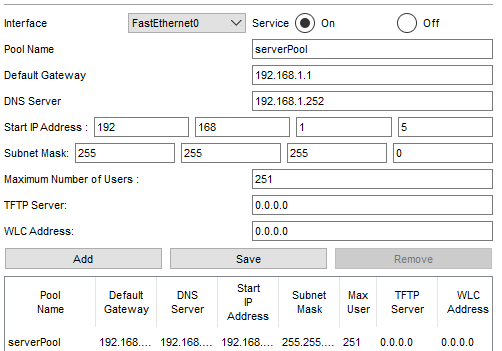 Interface FastEthernet0 Service On Off
Pool Name serverPool
Default Gateway 192.168.1.1
DNS Server 192.168.1.252
Start IP Address : 192 168 1 5
Subnet Mask: 255 255 255 0
Maximum Number of Users : 251
TFTP Server: 0.0.0.0
WLC Address: 0.0.0.0
Add Save Remove
Pool Name Default Gateway DNS Server Start IP Address Subnet Mask Max User TFTP Server WLC Address
serverPool 192.168.... 192.168.... 192.168.... 255.255.... 251 0.0.0.0 0.0.0.0